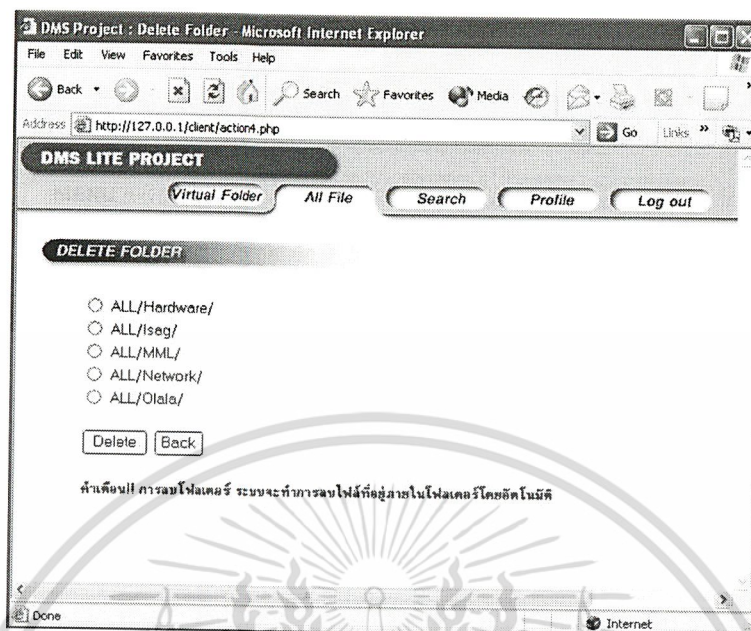 DMS Project : Delete Folder - Microsoft Internet Explorer
File Edit View Favorites Tools Help
Back Search Favorites Media
Address http://127.0.0.1/client/action4.php Go Links »
DMS LITE PROJECT
Virtual Folder All File Search Profile Log out
DELETE FOLDER
ALL/Hardware/
ALL/Iseg/
ALL/MML/
ALL/Network/
ALL/Olala/
Delete Back
คำเตือน!! การลบโฟลเดอร์ ระบบจะทำการลบไฟล์ที่อยู่ภายในโฟลเดอร์โดยอัตโนมัติ
Done Internet